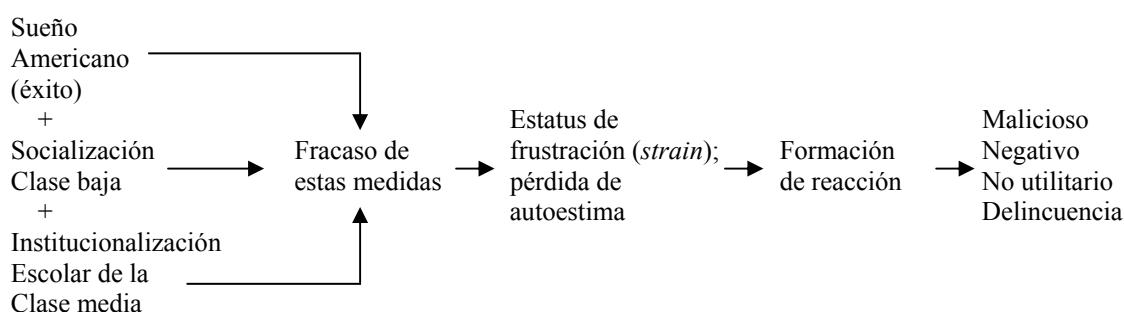 Sueño
Americano
(éxito)
+
Socialización
Clase baja
+
Institucionalización
Escolar de la
Clase media
Fracaso de
estas medidas
Estatus de
frustración (strain);
pérdida de
autoestima
Formación
de reacción
Malicioso
Negativo
No utilitario
Delincuencia